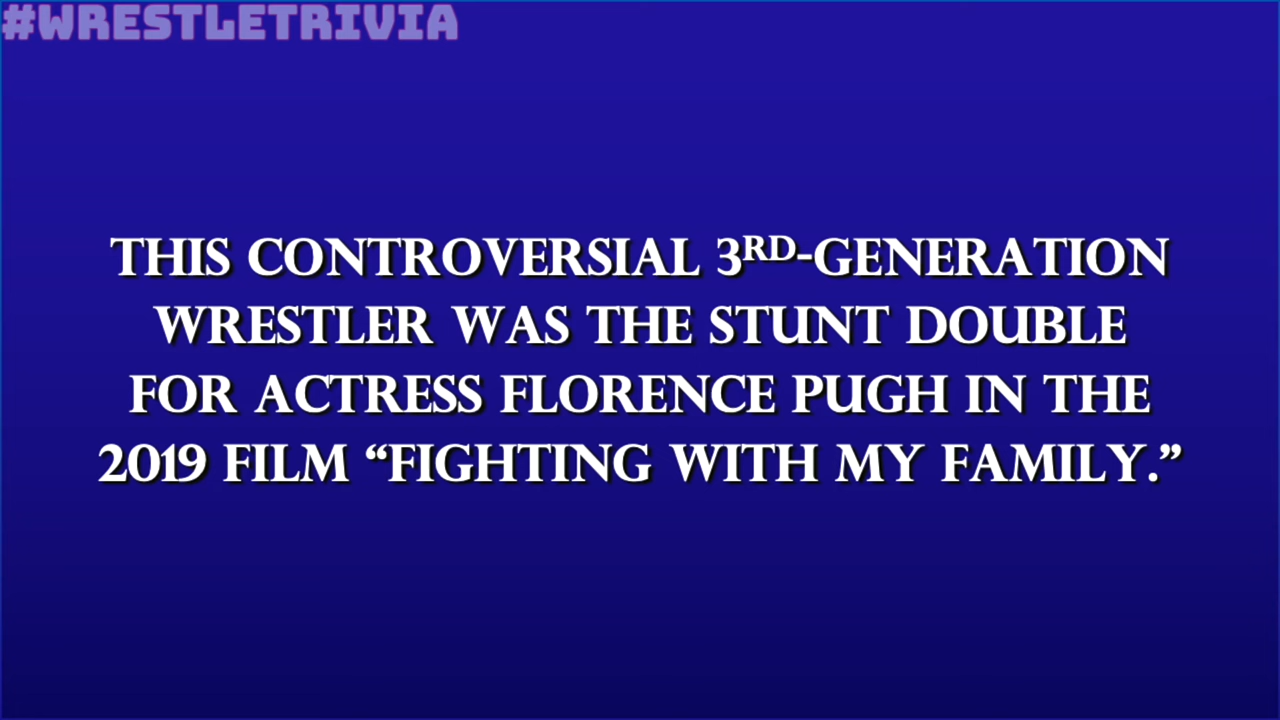 #WRESTLETRIVIA
THIS CONTROVERSIAL 3RD-GENERATION
WRESTLER WAS THE STUNT DOUBLE
FOR ACTRESS FLORENCE PUGH IN THE
2019 FILM “FIGHTING WITH MY FAMILY.”